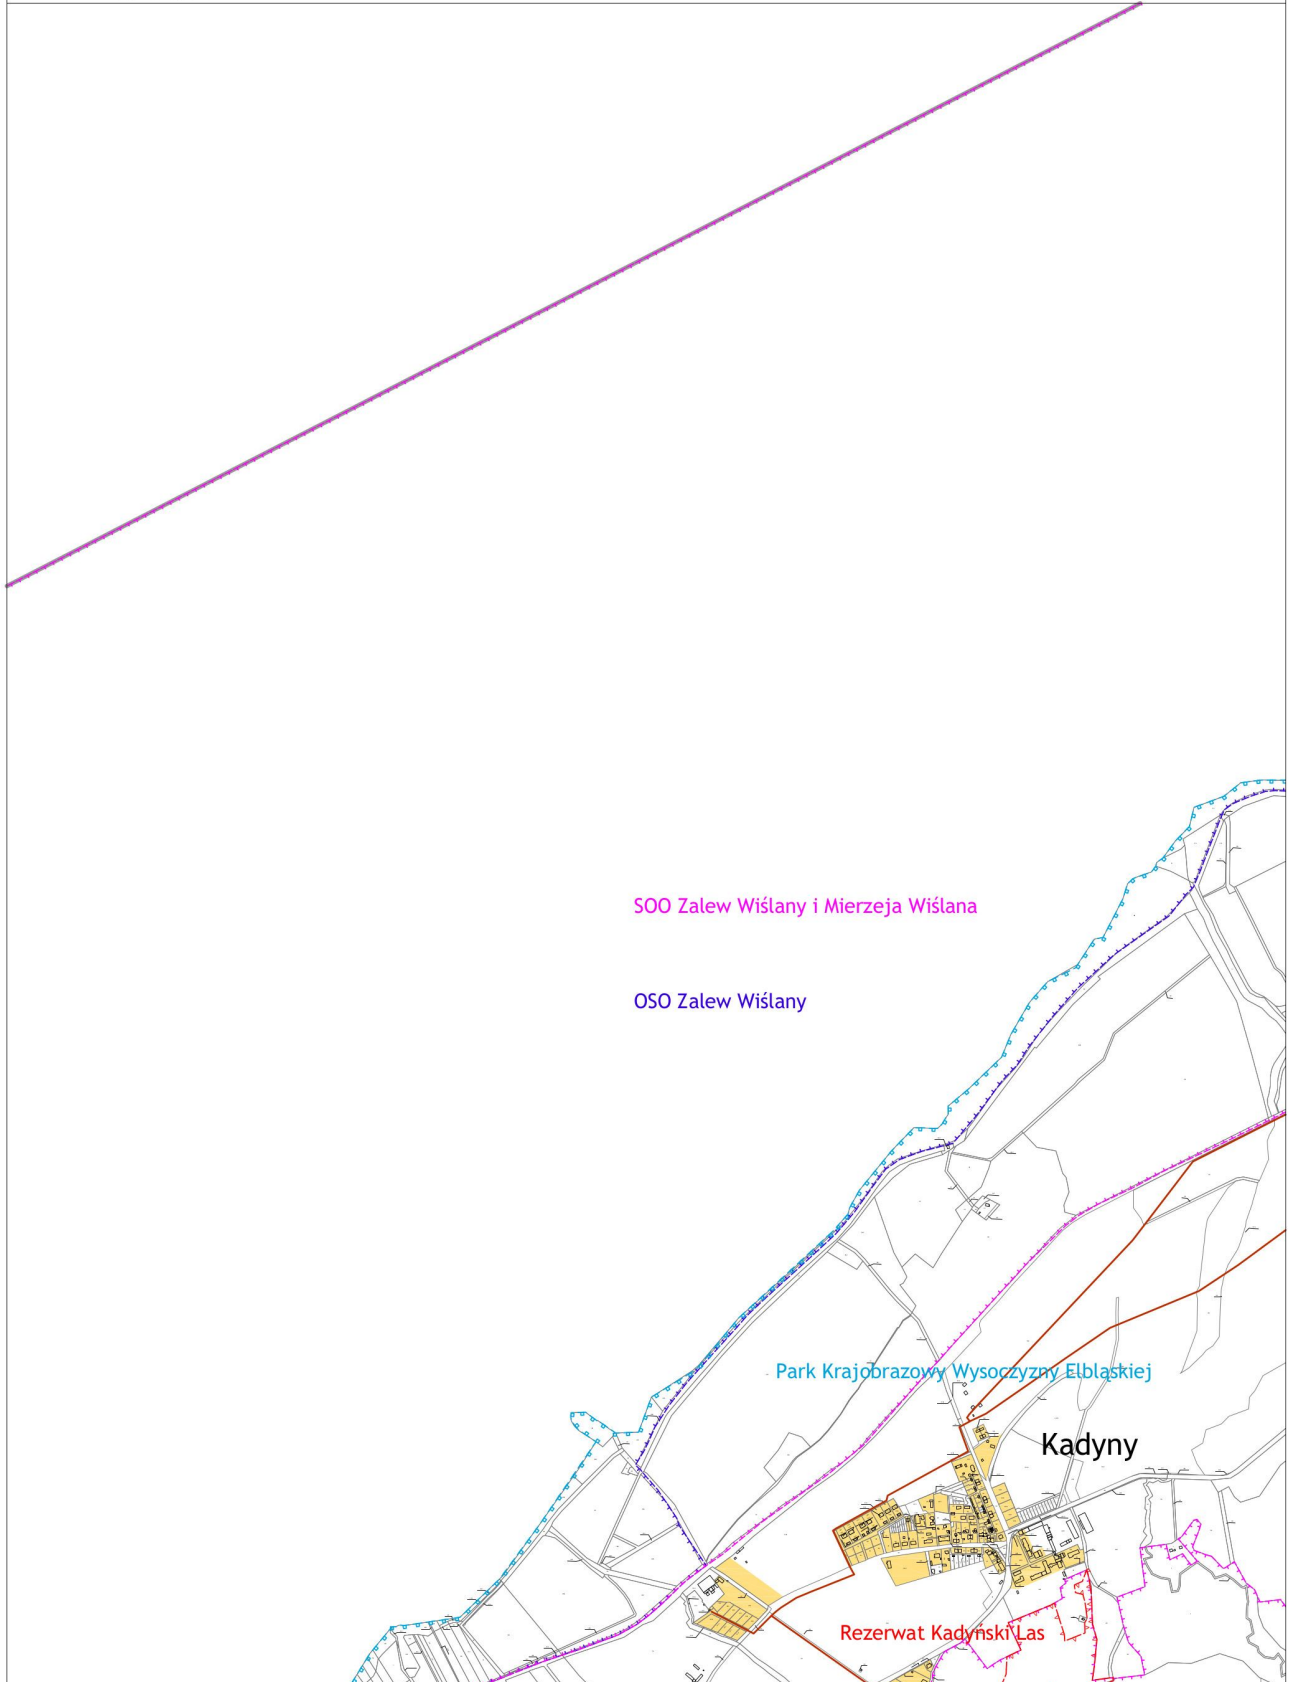 SOO Zalew Wiślany i Mierzeja Wiślana
OSO Zalew Wiślany
Park Krajobrazowy Wysoczyzny Elbląskiej
Kadyny
Rezerwat Kadyński Las